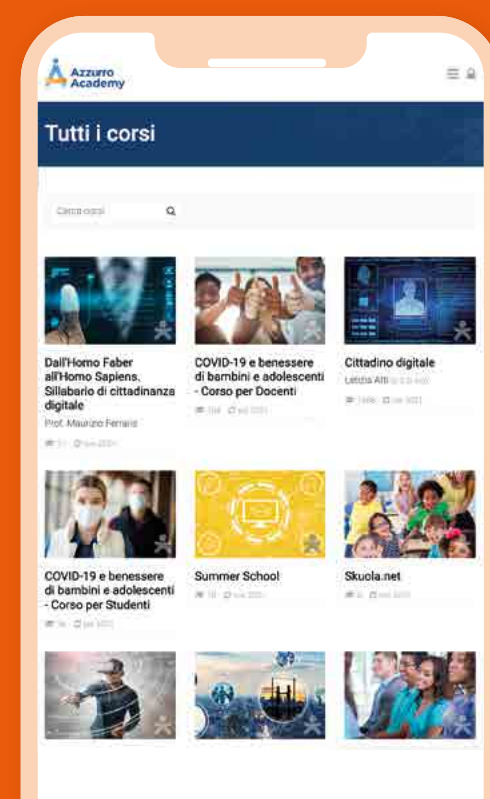 Azzurro
Academy
Tutti i corsi
Cerca corsi
Dall'Homo Faber
all'Homo Sapiens.
Sillabario di cittadinanza
digitale
Prof. Maurizio Ferraris
COVID-19 e benessere
di bambini e adolescenti
- Corso per Docenti
Cittadino digitale
COVID-19 e benessere
di bambini e adolescenti
- Corso per Studenti
Summer School
Skuola.net